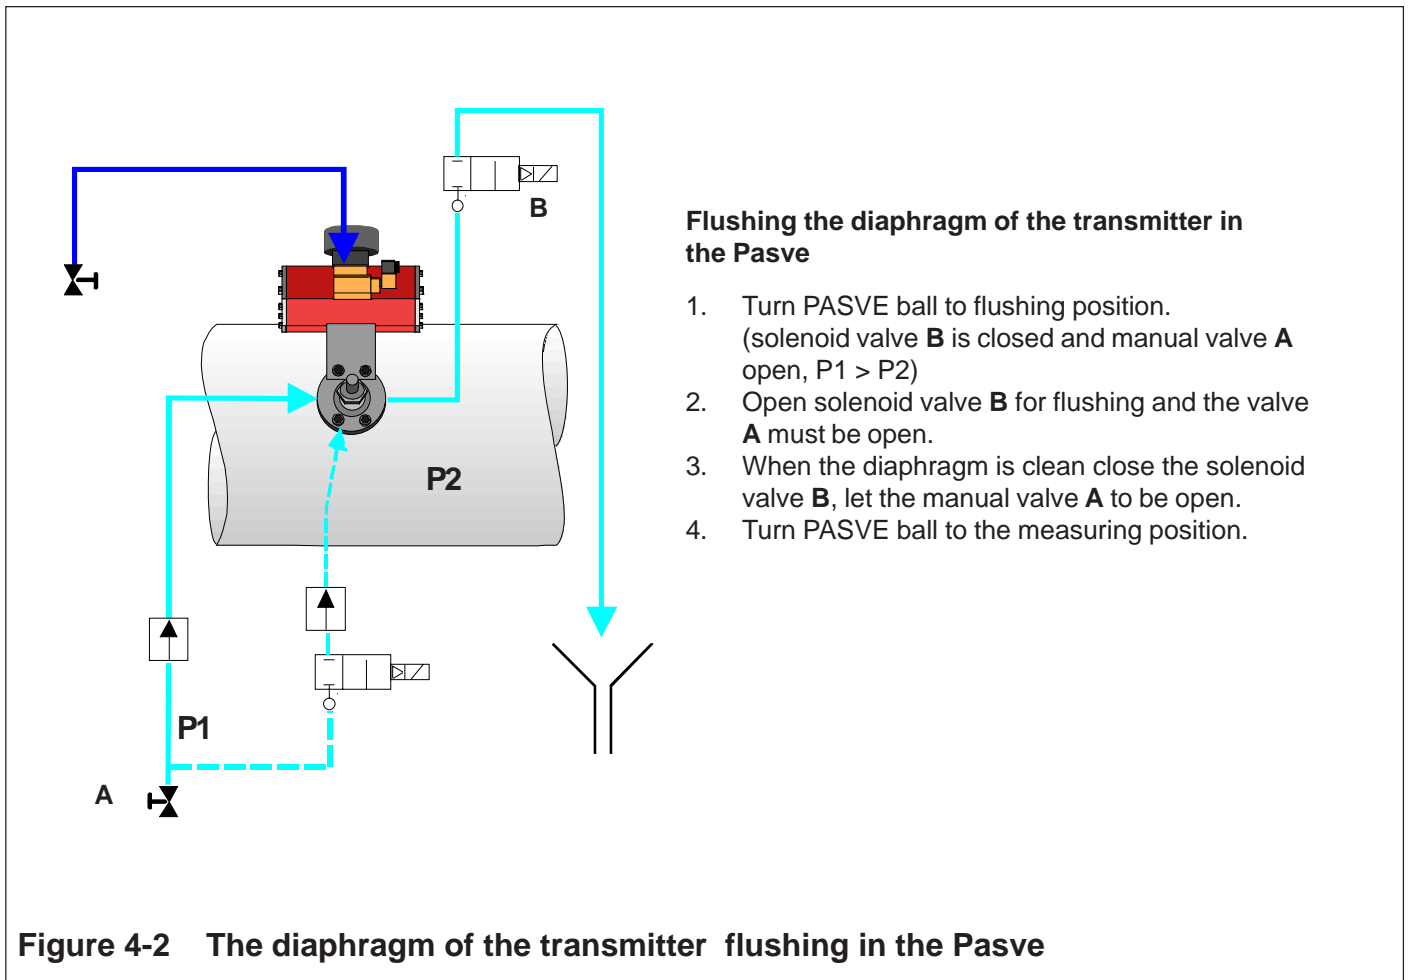 B
Flushing the diaphragm of the transmitter in
the Pasve
1. Turn PASVE ball to flushing position.
(solenoid valve B is closed and manual valve A
open, P1 > P2)
2. Open solenoid valve B for flushing and the valve
A must be open.
3. When the diaphragm is clean close the solenoid
valve B, let the manual valve A to be open.
4. Turn PASVE ball to the measuring position.
P2
P1
A
Figure 4-2 The diaphragm of the transmitter flushing in the Pasve